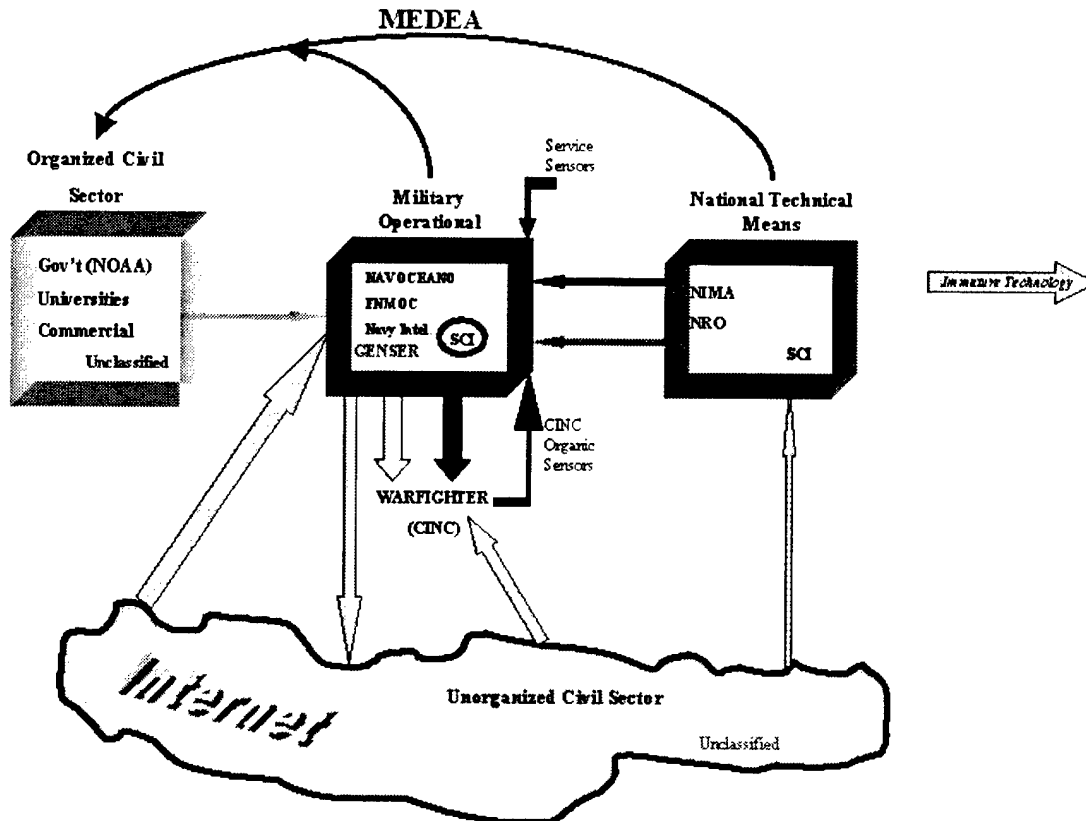 MEDEA
Organized Civil
Sector
Gov't (NOAA)
Universities
Commercial
Unclassified
Military
Operational
NAVOCEANO
FNMOC
Navy Intel.
SCI
GENSER
Service
Sensors
National Technical
Means
NIMA
NRO
SCI
Immature Technology
CINC
Organic
Sensors
WARFIGHTER
(CINC)
Internet
Unorganized Civil Sector
Unclassified